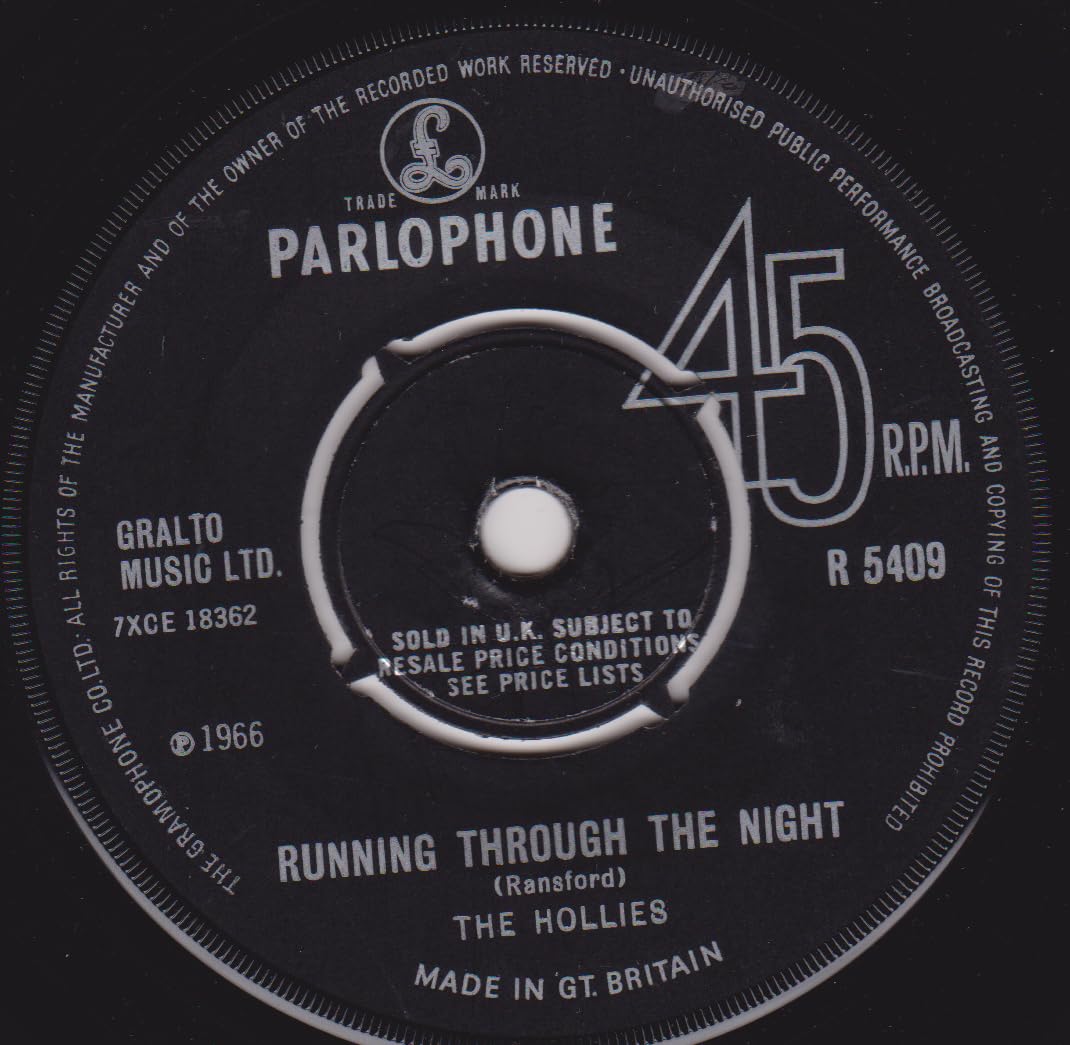 THE GRAMOPHONE CO. LTD. ALL RIGHTS OF THE MANUFACTURER AND OF THE OWNER OF THE RECORDED WORK RESERVED · UNAUTHORISED PUBLIC PERFORMANCE BROADCASTING AND COPYING OF THIS RECORD PROHIBITED
£
TRADE MARK
PARLOPHONE
45 R.P.M.
GRALTO
MUSIC LTD.
7XCE 18362
R 5409
SOLD IN U.K. SUBJECT TO
RESALE PRICE CONDITIONS
SEE PRICE LISTS
℗ 1966
RUNNING THROUGH THE NIGHT
(Ransford)
THE HOLLIES
MADE IN GT. BRITAIN